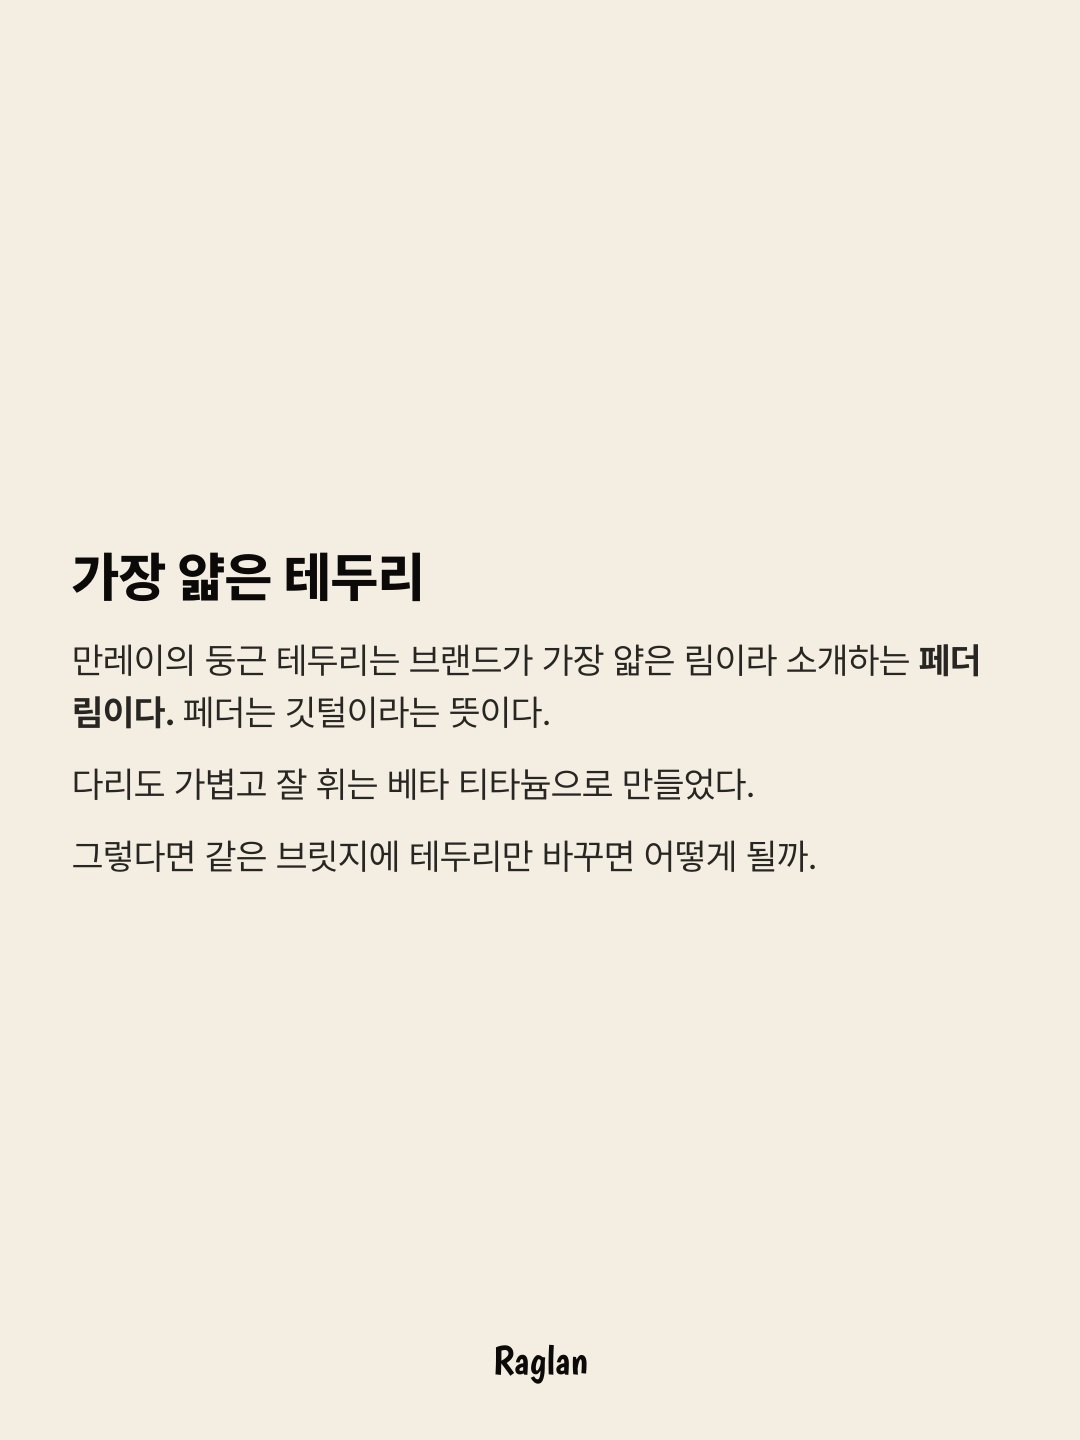 가장 얇은 테두리
만레이의 둥근 테두리는 브랜드가 가장 얇은 림이라 소개하는 페더
림이다. 페더는 깃털이라는 뜻이다.
다리도 가볍고 잘 휘는 베타 티타늄으로 만들었다.
그렇다면 같은 브릿지에 테두리만 바꾸면 어떻게 될까.
Raglan